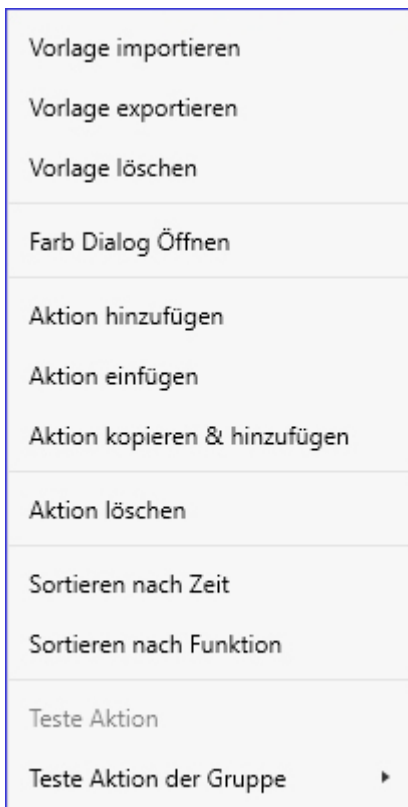 Vorlage importieren
Vorlage exportieren
Vorlage löschen
Farb Dialog Öffnen
Aktion hinzufügen
Aktion einfügen
Aktion kopieren & hinzufügen
Aktion löschen
Sortieren nach Zeit
Sortieren nach Funktion
Teste Aktion
Teste Aktion der Gruppe